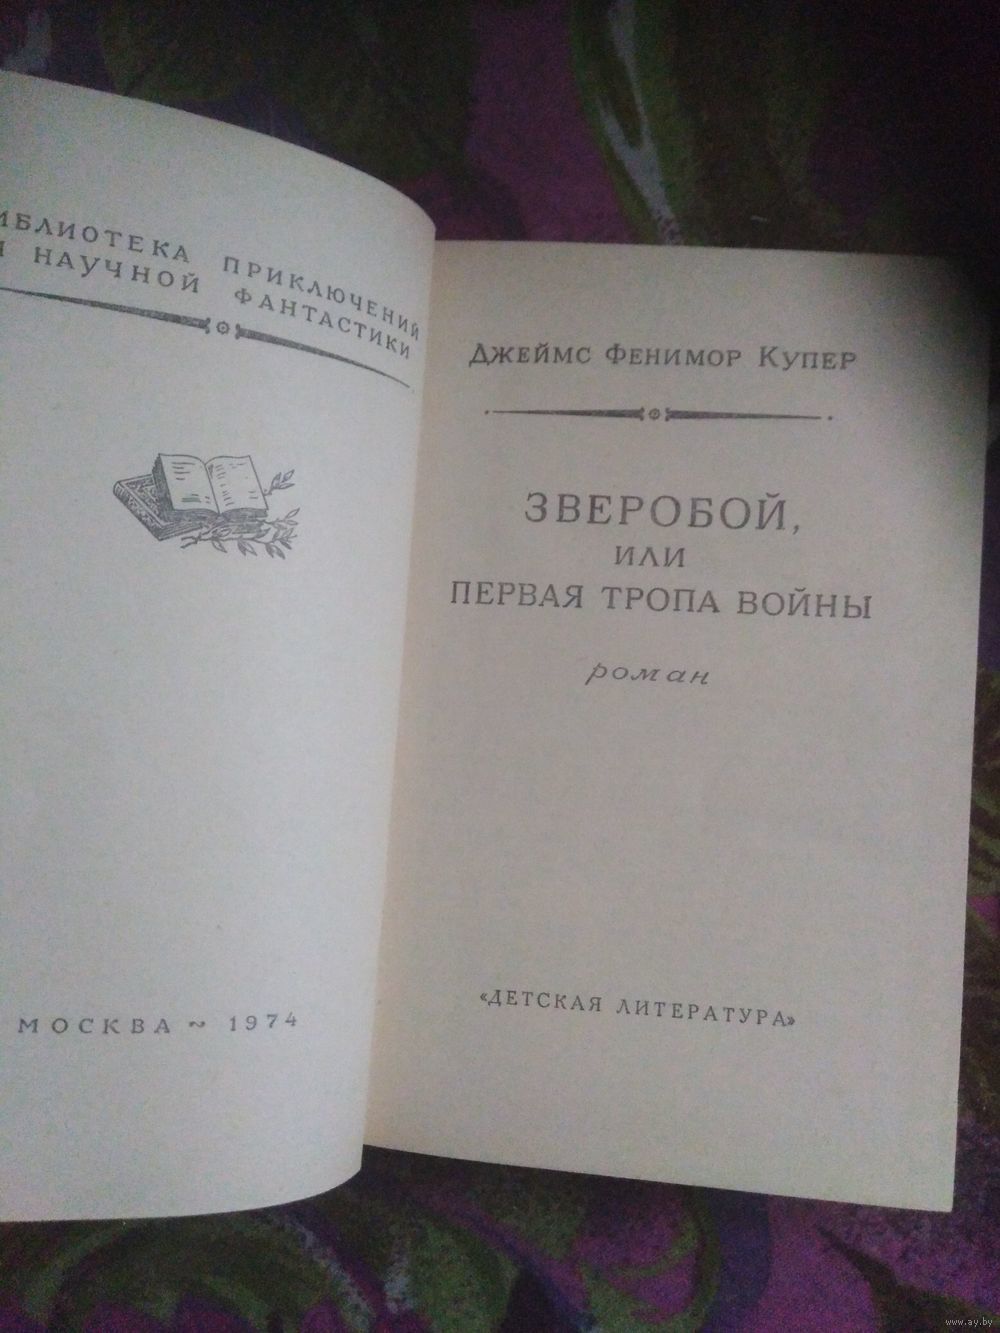 ИБЛИОТЕКА ПРИКЛЮЧЕНИЙ
И НАУЧНОЙ ФАНТАСТИКИ
МОСКВА ~ 1974
ДЖЕЙМС ФЕНИМОР КУПЕР
ЗВЕРОБОЙ,
ИЛИ
ПЕРВАЯ ТРОПА ВОЙНЫ
роман
«ДЕТСКАЯ ЛИТЕРАТУРА»
www.ay.by